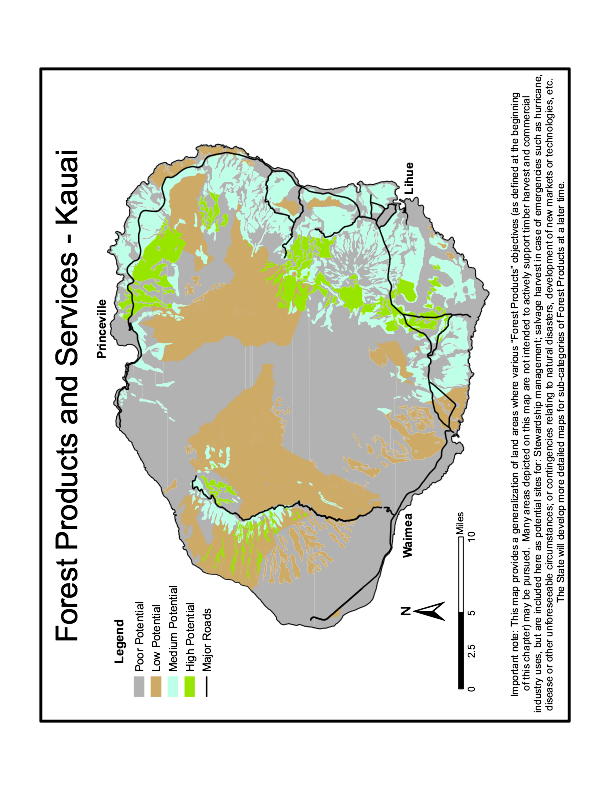 Forest Products and Services - Kauai
Princeville
Lihue
Waimea
Legend
Poor Potential
Low Potential
Medium Potential
High Potential
Major Roads
N
0 2.5 5 10
Miles
Important note: This map provides a generalization of land areas where various "Forest Products" objectives (as defined at the beginning
of this chapter) may be pursued. Many areas depicted on this map are not intended to actively support timber harvest and commercial
industry uses, but are included here as potential sites for: Stewardship management; salvage harvest in case of emergencies such as hurricane,
disease or other unforeseeable circumstances; or contingencies relating to natural disasters, development of new markets or technologies, etc.
The State will develop more detailed maps for sub-categories of Forest Products at a later time.